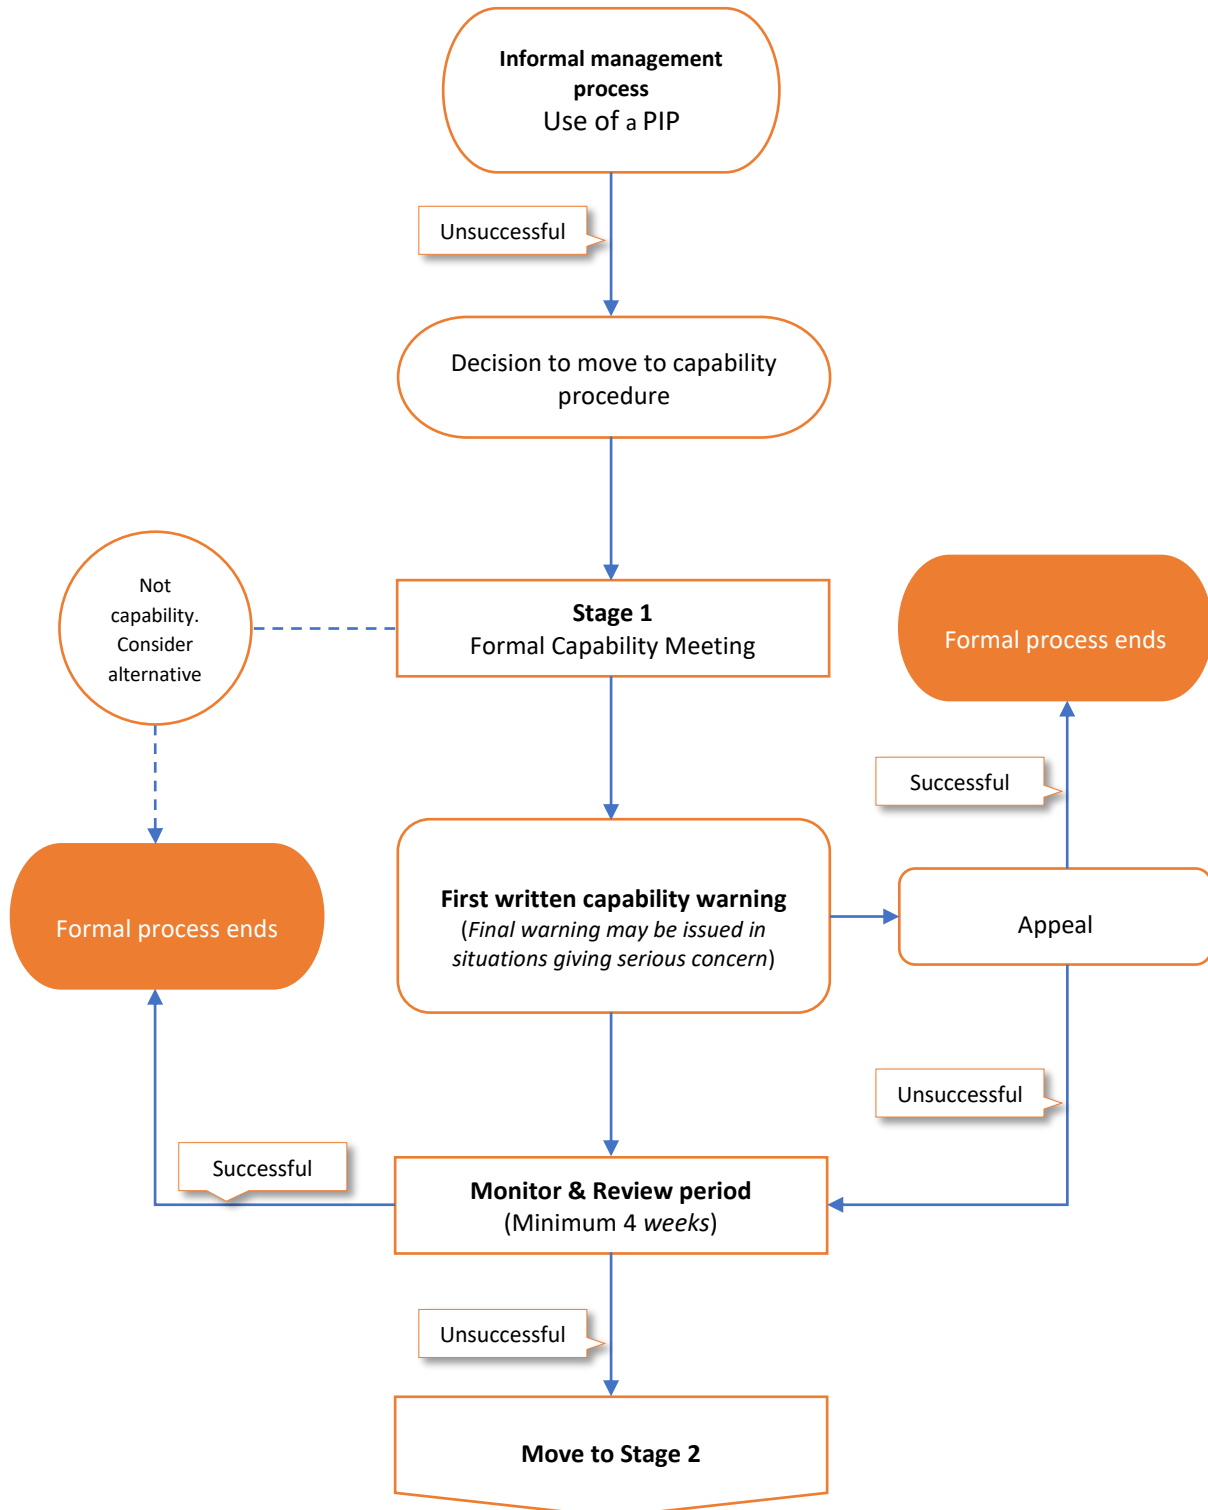 Informal management
process
Use of a PIP
Unsuccessful
Decision to move to capability
procedure
Not
capability.
Consider
alternative
Stage 1
Formal Capability Meeting
Formal process ends
Successful
First written capability warning
(Final warning may be issued in
situations giving serious concern)
Appeal
Formal process ends
Unsuccessful
Successful
Monitor & Review period
(Minimum 4 weeks)
Unsuccessful
Move to Stage 2